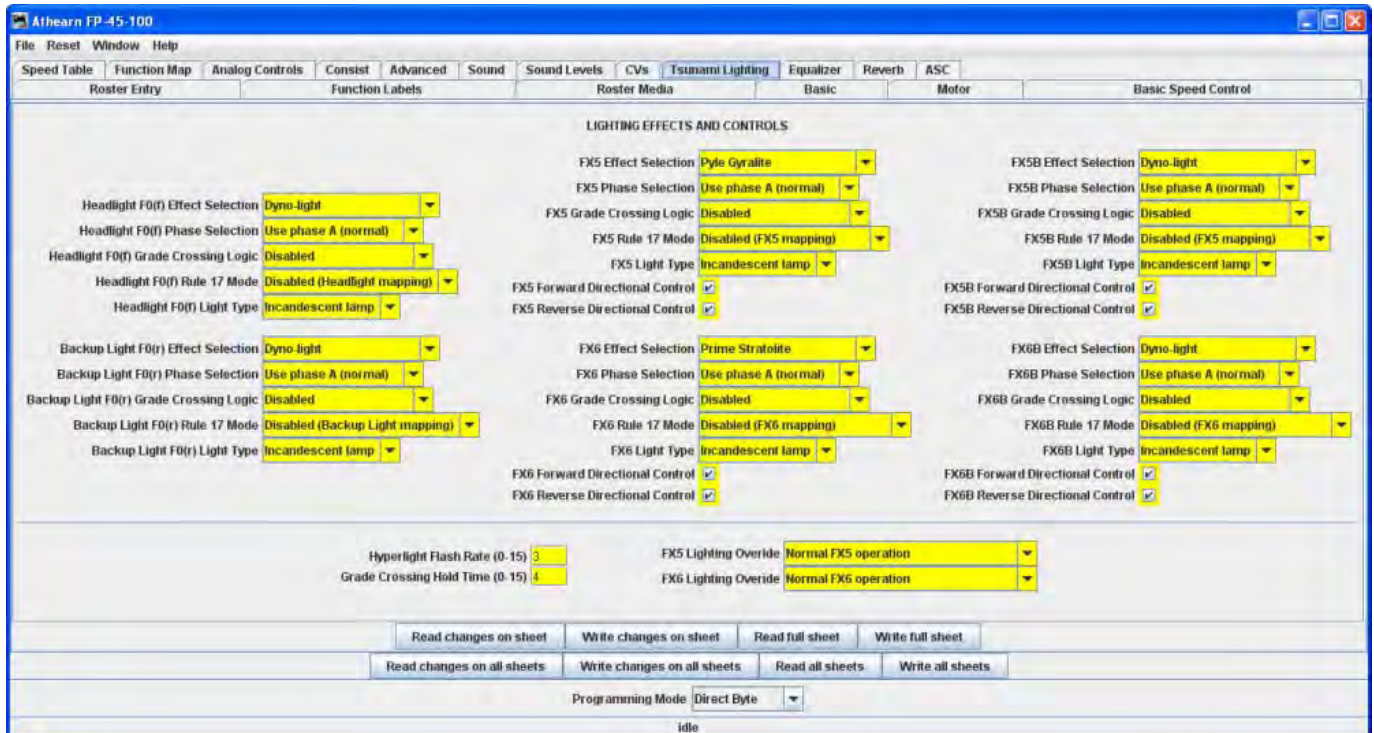 Athearn FP-45-100
File Reset Window Help
Speed Table Function Map Analog Controls Consist Advanced Sound Sound Levels CVs Tsunami Lighting Equalizer Reverb ASC
Roster Entry Function Labels Roster Media Basic Motor Basic Speed Control
LIGHTING EFFECTS AND CONTROLS
Headlight F0(f) Effect Selection Dyno-light
Headlight F0(f) Phase Selection Use phase A (normal)
Headlight F0(f) Grade Crossing Logic Disabled
Headlight F0(f) Rule 17 Mode Disabled (Headlight mapping)
Headlight F0(f) Light Type Incandescent lamp
Backup Light F0(r) Effect Selection Dyno-light
Backup Light F0(r) Phase Selection Use phase A (normal)
Backup Light F0(r) Grade Crossing Logic Disabled
Backup Light F0(r) Rule 17 Mode Disabled (Backup Light mapping)
Backup Light F0(r) Light Type Incandescent lamp
FX5 Effect Selection Pyle Gyralite
FX5 Phase Selection Use phase A (normal)
FX5 Grade Crossing Logic Disabled
FX5 Rule 17 Mode Disabled (FX5 mapping)
FX5 Light Type Incandescent lamp
FX5 Forward Directional Control
FX5 Reverse Directional Control
FX6 Effect Selection Prime Stratolite
FX6 Phase Selection Use phase A (normal)
FX6 Grade Crossing Logic Disabled
FX6 Rule 17 Mode Disabled (FX6 mapping)
FX6 Light Type Incandescent lamp
FX6 Forward Directional Control
FX6 Reverse Directional Control
FX5B Effect Selection Dyno-light
FX5B Phase Selection Use phase A (normal)
FX5B Grade Crossing Logic Disabled
FX5B Rule 17 Mode Disabled (FX5 mapping)
FX5B Light Type Incandescent lamp
FX5B Forward Directional Control
FX5B Reverse Directional Control
FX6B Effect Selection Dyno-light
FX6B Phase Selection Use phase A (normal)
FX6B Grade Crossing Logic Disabled
FX6B Rule 17 Mode Disabled (FX6 mapping)
FX6B Light Type Incandescent lamp
FX6B Forward Directional Control
FX6B Reverse Directional Control
Hyperlight Flash Rate (0-15) 3
Grade Crossing Hold Time (0-15) 4
FX5 Lighting Overide Normal FX5 operation
FX6 Lighting Overide Normal FX6 operation
Read changes on sheet Write changes on sheet Read full sheet Write full sheet
Read changes on all sheets Write changes on all sheets Read all sheets Write all sheets
Programming Mode Direct Byte
idle